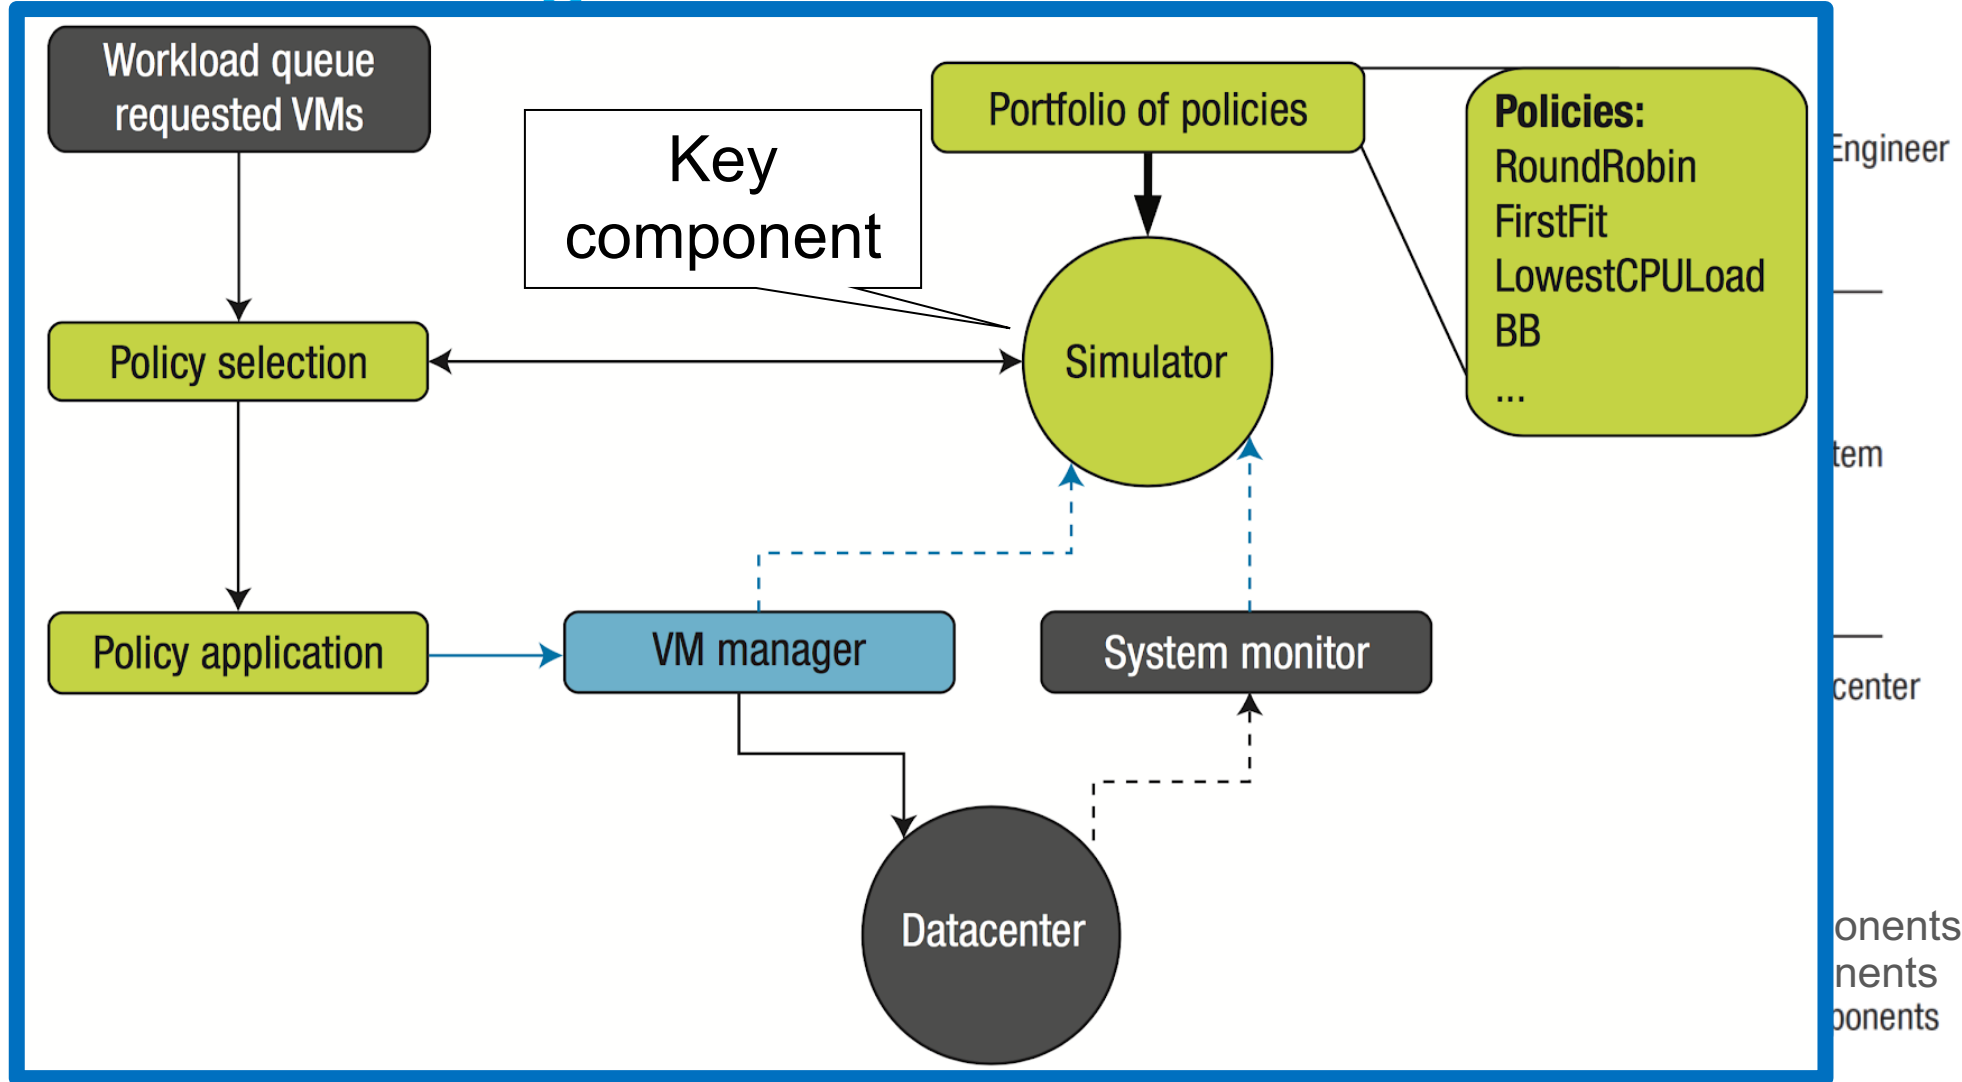 Workload queue
requested VMs
Key
component
Portfolio of policies
Policies:
RoundRobin
FirstFit
LowestCPULoad
BB
...
Engineer
Policy selection
Simulator
tem
Policy application
VM manager
System monitor
center
Datacenter
onents
nents
ponents